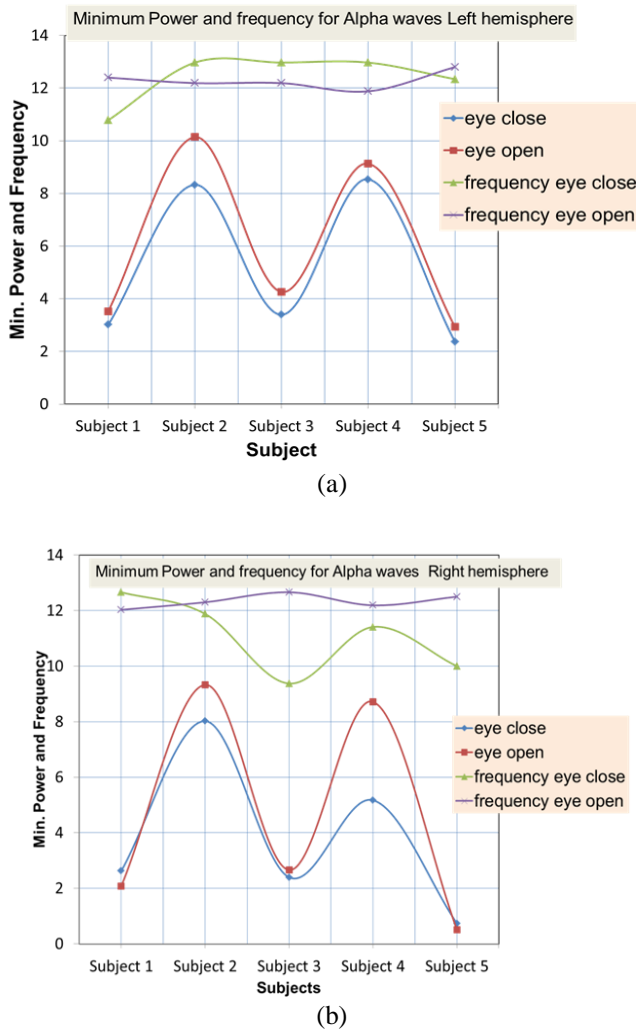 Minimum Power and frequency for Alpha waves Left hemisphere
14
12
10
8
6
4
2
0
Min. Power and Frequency
eye close
eye open
frequency eye close
frequency eye open
Subject 1 Subject 2 Subject 3 Subject 4 Subject 5
Subject
(a)
Minimum Power and frequency for Alpha waves Right hemisphere
14
12
10
8
6
4
2
0
Min. Power and Frequency
eye close
eye open
frequency eye close
frequency eye open
Subject 1 Subject 2 Subject 3 Subject 4 Subject 5
Subjects
(b)